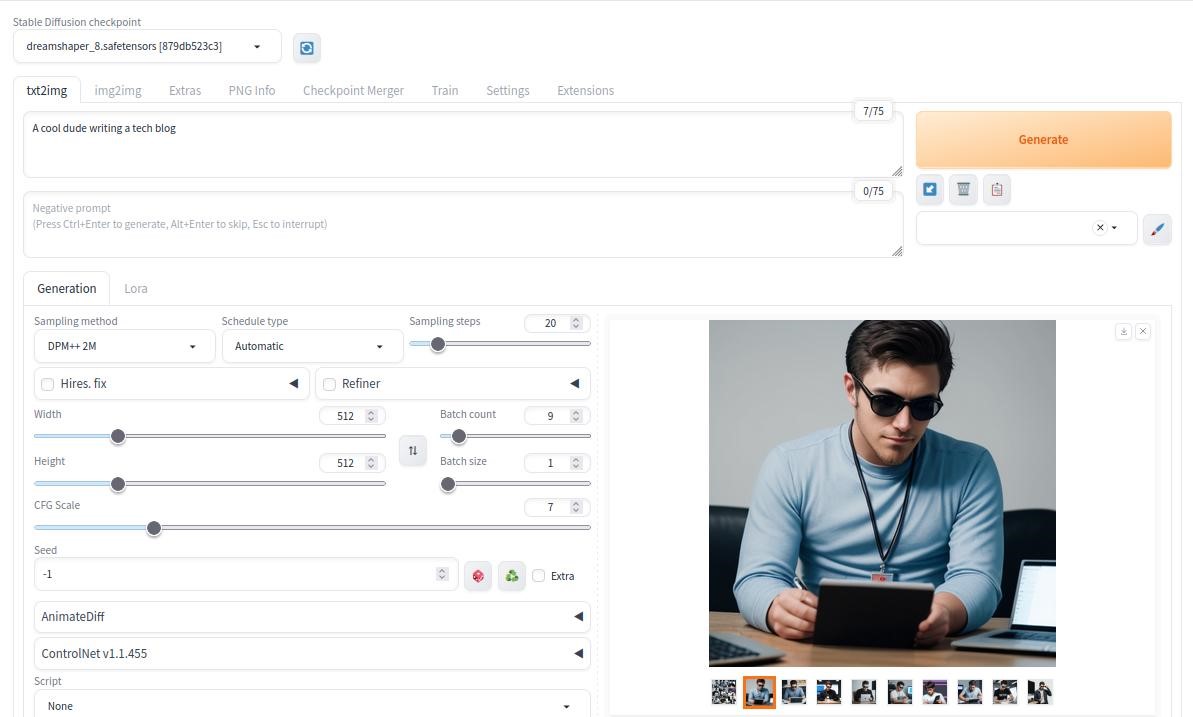 Stable Diffusion checkpoint
dreamshaper_8.safetensors [879db523c3]
txt2img img2img Extras PNG Info Checkpoint Merger Train Settings Extensions
7/75
A cool dude writing a tech blog
Generate
0/75
Negative prompt
(Press Ctrl+Enter to generate, Alt+Enter to skip, Esc to interrupt)
Generation Lora
Sampling method Schedule type Sampling steps 20
DPM++ 2M Automatic
Hires. fix Refiner
Width 512 Batch count 9
Height 512 Batch size 1
CFG Scale 7
Seed
-1 Extra
AnimateDiff
ControlNet v1.1.455
Script
None